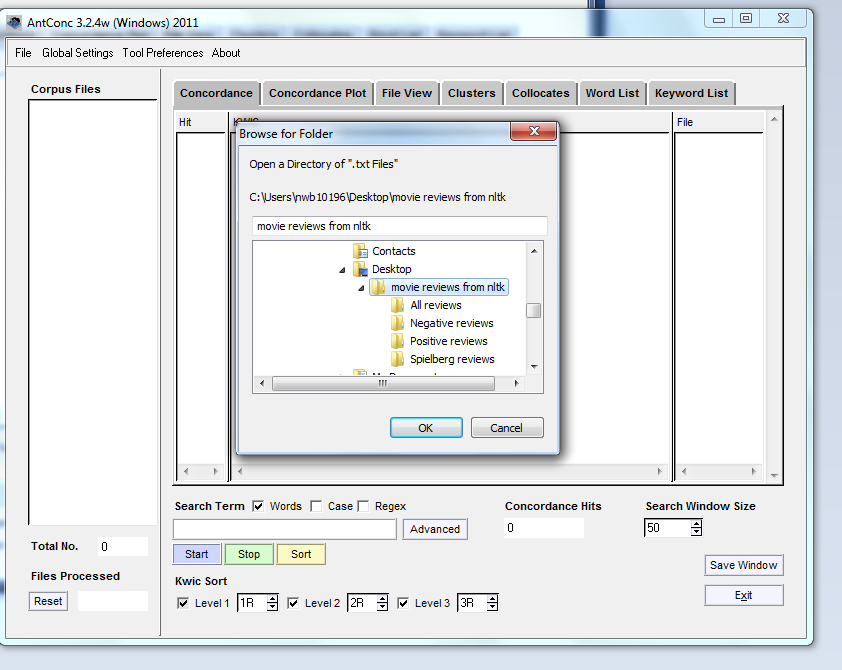 AntConc 3.2.4w (Windows) 2011
File Global Settings Tool Preferences About
Corpus Files
Concordance Concordance Plot File View Clusters Collocates Word List Keyword List
Hit
File
Browse for Folder
Open a Directory of ".txt Files"
C:\Users\nwb10196\Desktop\movie reviews from nltk
movie reviews from nltk
Contacts
Desktop
movie reviews from nltk
All reviews
Negative reviews
Positive reviews
Spielberg reviews
OK Cancel
Search Term Words Case Regex
Concordance Hits
Search Window Size
Advanced
0
50
Total No. 0
Start Stop Sort
Files Processed
Save Window
Kwic Sort
Reset
Level 1 1R Level 2 2R Level 3 3R
Exit